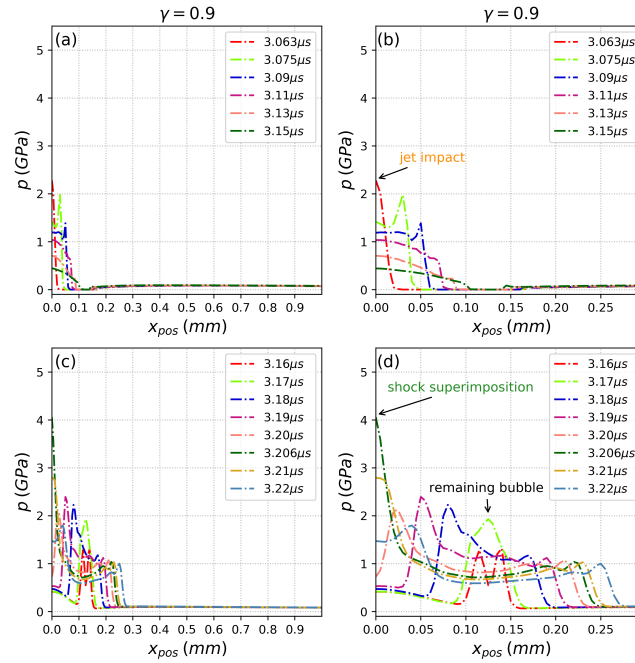 γ = 0.9
(a)
3.063μs
3.075μs
3.09μs
3.11μs
3.13μs
3.15μs
5
4
3
2
1
0
p (GPa)
0.0 0.1 0.2 0.3 0.4 0.5 0.6 0.7 0.8 0.9
x_pos (mm)
γ = 0.9
(b)
3.063μs
3.075μs
3.09μs
3.11μs
3.13μs
3.15μs
jet impact
5
4
3
2
1
0
p (GPa)
0.00 0.05 0.10 0.15 0.20 0.25
x_pos (mm)
(c)
3.16μs
3.17μs
3.18μs
3.19μs
3.20μs
3.206μs
3.21μs
3.22μs
5
4
3
2
1
0
p (GPa)
0.0 0.1 0.2 0.3 0.4 0.5 0.6 0.7 0.8 0.9
x_pos (mm)
(d)
3.16μs
3.17μs
3.18μs
3.19μs
3.20μs
3.206μs
3.21μs
3.22μs
shock superimposition
remaining bubble
5
4
3
2
1
0
p (GPa)
0.00 0.05 0.10 0.15 0.20 0.25
x_pos (mm)